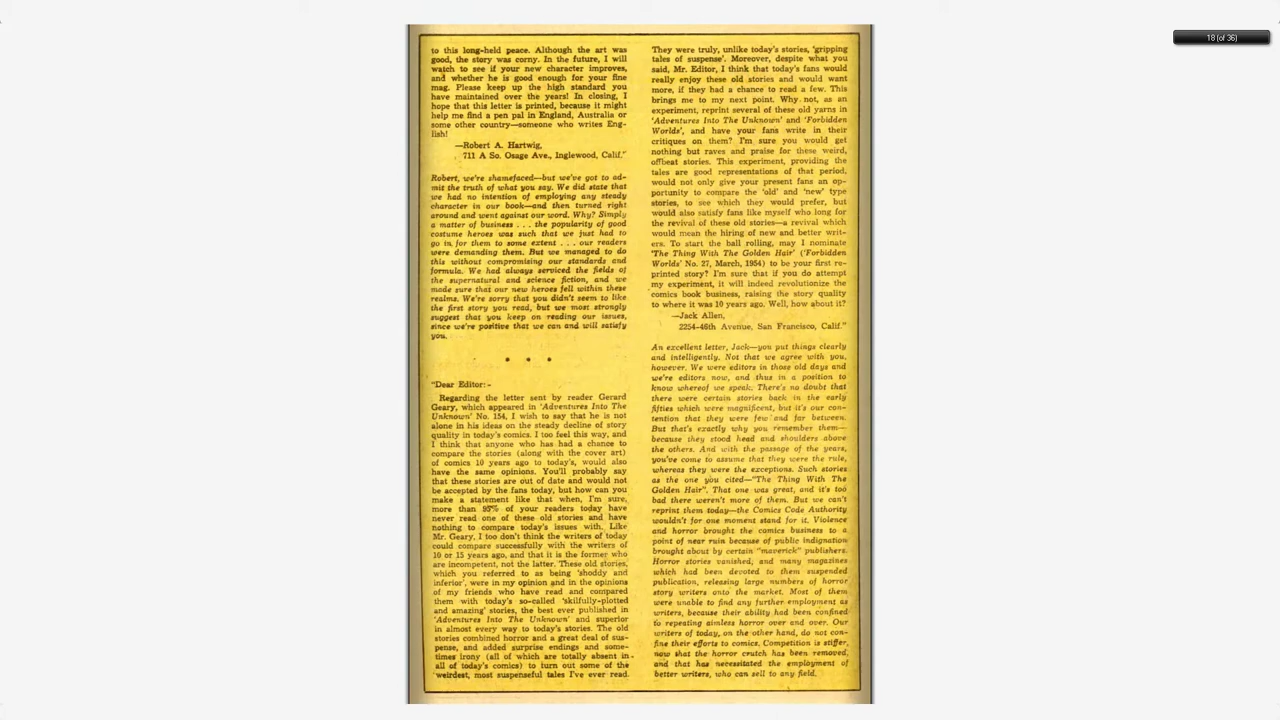 18 (of 36)
to this long-held peace. Although the art was
good, the story was corny. In the future, I will
watch to see if your new character improves,
and whether he is good enough for your fine
mag. Please keep up the high standard you
have maintained over the years! In closing, I
hope that this letter is printed, because it might
help me find a pen pal in England, Australia or
some other country—someone who writes Eng-
lish!
—Robert A. Hartwig,
711 A So. Osage Ave., Inglewood, Calif."
Robert, we're shamefaced—but we've got to ad-
mit the truth of what you say. We did state that
we had no intention of employing any steady
character in our book—and then turned right
around and went against our word. Why? Simply
a matter of business . . . the popularity of good
costume heroes was such that we just had to
go in for them to some extent . . . our readers
were demanding them. But we managed to do
this without compromising our standards and
formula. We had always serviced the fields of
the supernatural and science fiction, and we
made sure that our new heroes fell within these
realms. We're sorry that you didn't seem to like
the first story you read, but we most strongly
suggest that you keep on reading our issues,
since we're positive that we can and will satisfy
you.
* * *
"Dear Editor:-
Regarding the letter sent by reader Gerard
Geary, which appeared in 'Adventures Into The
Unknown' No. 154, I wish to say that he is not
alone in his ideas on the steady decline of story
quality in today's comics. I too feel this way, and
I think that anyone who has had a chance to
compare the stories (along with the cover art)
of comics 10 years ago to today's, would also
have the same opinions. You'll probably say
that these stories are out of date and would not
be accepted by the fans today, but how can you
make a statement like that when, I'm sure,
more than 95% of your readers today have
never read one of these old stories and have
nothing to compare today's issues with. Like
Mr. Geary, I too don't think the writers of today
could compare successfully with the writers of
10 or 15 years ago, and that it is the former who
are incompetent, not the latter. These old stories,
which you referred to as being 'shoddy and
inferior', were in my opinion and in the opinions
of my friends who have read and compared
them with today's so-called 'skilfully-plotted
and amazing' stories, the best ever published in
'Adventures Into The Unknown' and superior
in almost every way to today's stories. The old
stories combined horror and a great deal of sus-
pense, and added surprise endings and some-
times irony (all of which are totally absent in
all of today's comics) to turn out some of the
weirdest, most suspenseful tales I've ever read.
They were truly, unlike today's stories, 'gripping
tales of suspense'. Moreover, despite what you
said, Mr. Editor, I think that today's fans would
really enjoy these old stories and would want
more, if they had a chance to read a few. This
brings me to my next point. Why not, as an
experiment, reprint several of these old yarns in
'Adventures Into The Unknown' and 'Forbidden
Worlds', and have your fans write in their
critiques on them? I'm sure you would get
nothing but raves and praise for these weird,
offbeat stories. This experiment, providing the
tales are good representations of that period,
would not only give your present fans an op-
portunity to compare the 'old' and 'new' type
stories, to see which they would prefer, but
would also satisfy fans like myself who long for
the revival of these old stories—a revival which
would mean the hiring of new and better writ-
ers. To start the ball rolling, may I nominate
'The Thing With The Golden Hair' ('Forbidden
Worlds' No. 27, March, 1954) to be your first re-
printed story? I'm sure that if you do attempt
my experiment, it will indeed revolutionize the
comics book business, raising the story quality
to where it was 10 years ago. Well, how about it?
—Jack Allen,
2254-46th Avenue, San Francisco, Calif."
An excellent letter, Jack—you put things clearly
and intelligently. Not that we agree with you,
however. We were editors in those old days and
we're editors now, and thus in a position to
know whereof we speak. There's no doubt that
there were certain stories back in the early
fifties which were magnificent, but it's our con-
tention that they were few and far between.
But that's exactly why you remember them—
because they stood head and shoulders above
the others. And with the passage of the years,
you've come to assume that they were the rule,
whereas they were the exceptions. Such stories
as the one you cited—"The Thing With The
Golden Hair". That one was great, and it's too
bad there weren't more of them. But we can't
reprint them today—the Comics Code Authority
wouldn't for one moment stand for it. Violence
and horror brought the comics business to a
point of near ruin because of public indignation
brought about by certain "maverick" publishers.
Horror stories vanished, and many magazines
which had been devoted to them suspended
publication, releasing large numbers of horror
story writers onto the market. Most of them
were unable to find any further employment as
writers, because their ability had been confined
to repeating aimless horror over and over. Our
writers of today, on the other hand, do not con-
fine their efforts to comics. Competition is stiffer,
now that the horror crutch has been removed,
and that has necessitated the employment of
better writers, who can sell to any field.